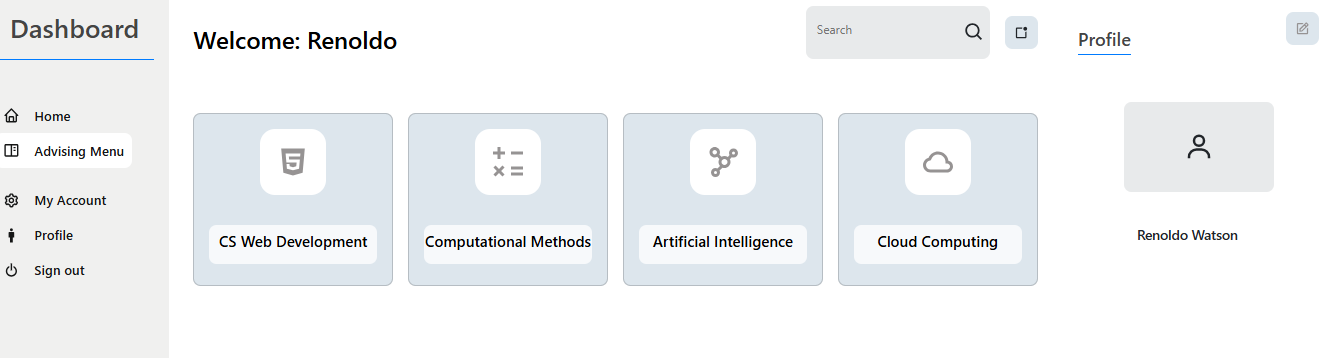 Dashboard
Home
Advising Menu
My Account
Profile
Sign out
Welcome: Renoldo
Search
CS Web Development
Computational Methods
Artificial Intelligence
Cloud Computing
Profile
Renoldo Watson